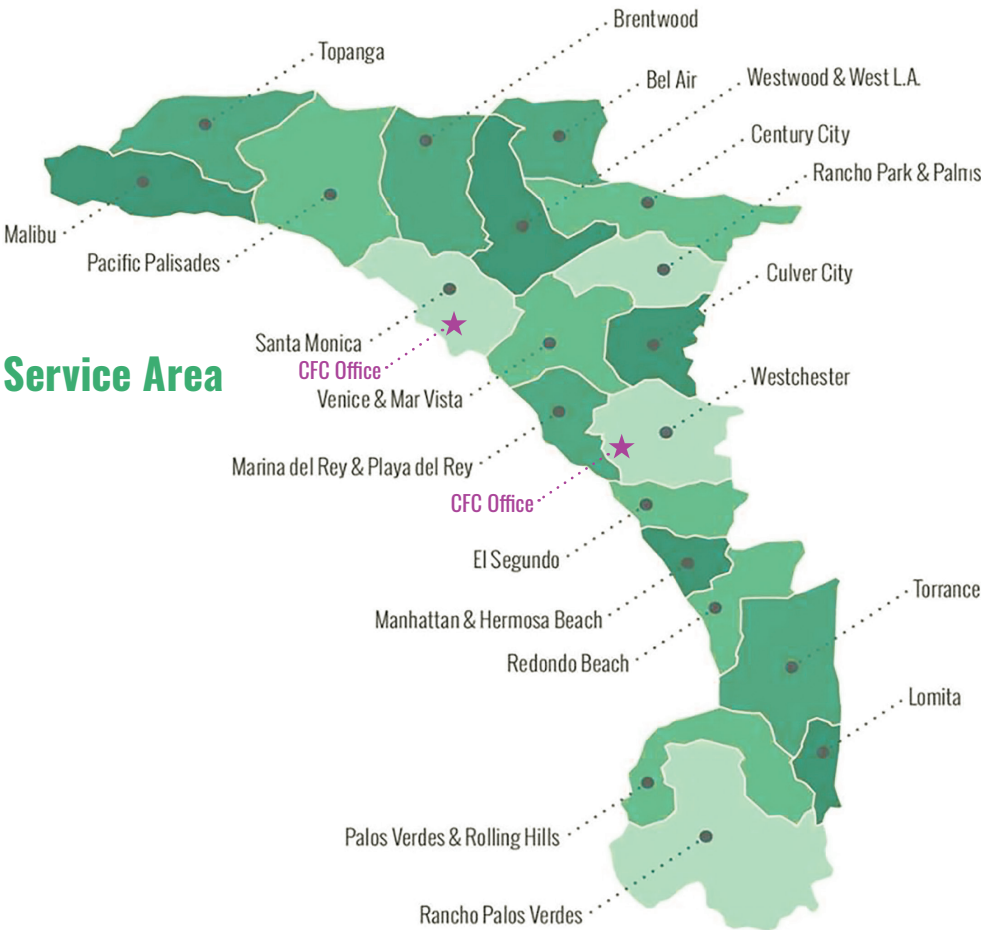 Brentwood
Topanga
Bel Air
Westwood & West L.A.
Century City
Rancho Park & Palms
Malibu
Pacific Palisades
Culver City
Santa Monica
CFC Office
Service Area
Venice & Mar Vista
Westchester
Marina del Rey & Playa del Rey
CFC Office
El Segundo
Torrance
Manhattan & Hermosa Beach
Redondo Beach
Lomita
Palos Verdes & Rolling Hills
Rancho Palos Verdes